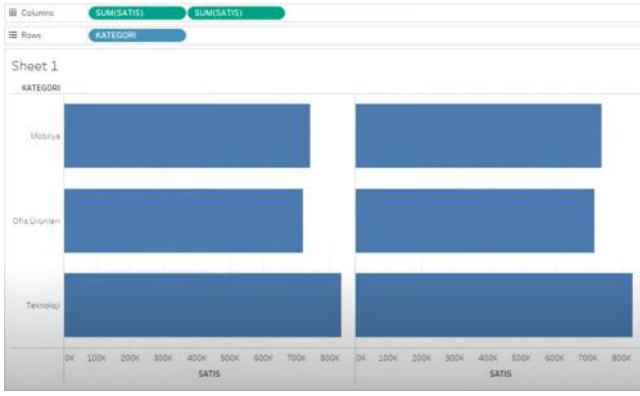 Columns SUM(SATIS) SUM(SATIS)
Rows KATEGORI
Sheet 1
KATEGORI
Mobilya
Ofis Ürünleri
Teknoloji
0K 100K 200K 300K 400K 500K 600K 700K 800K 0K 100K 200K 300K 400K 500K 600K 700K 800K
SATIS SATIS